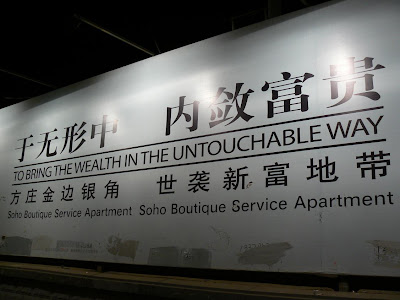 于无形中 内敛富贵
TO BRING THE WEALTH IN THE UNTOUCHABLE WAY
方庄金边银角 世袭新富地带
Soho Boutique Service Apartment Soho Boutique Service Apartment